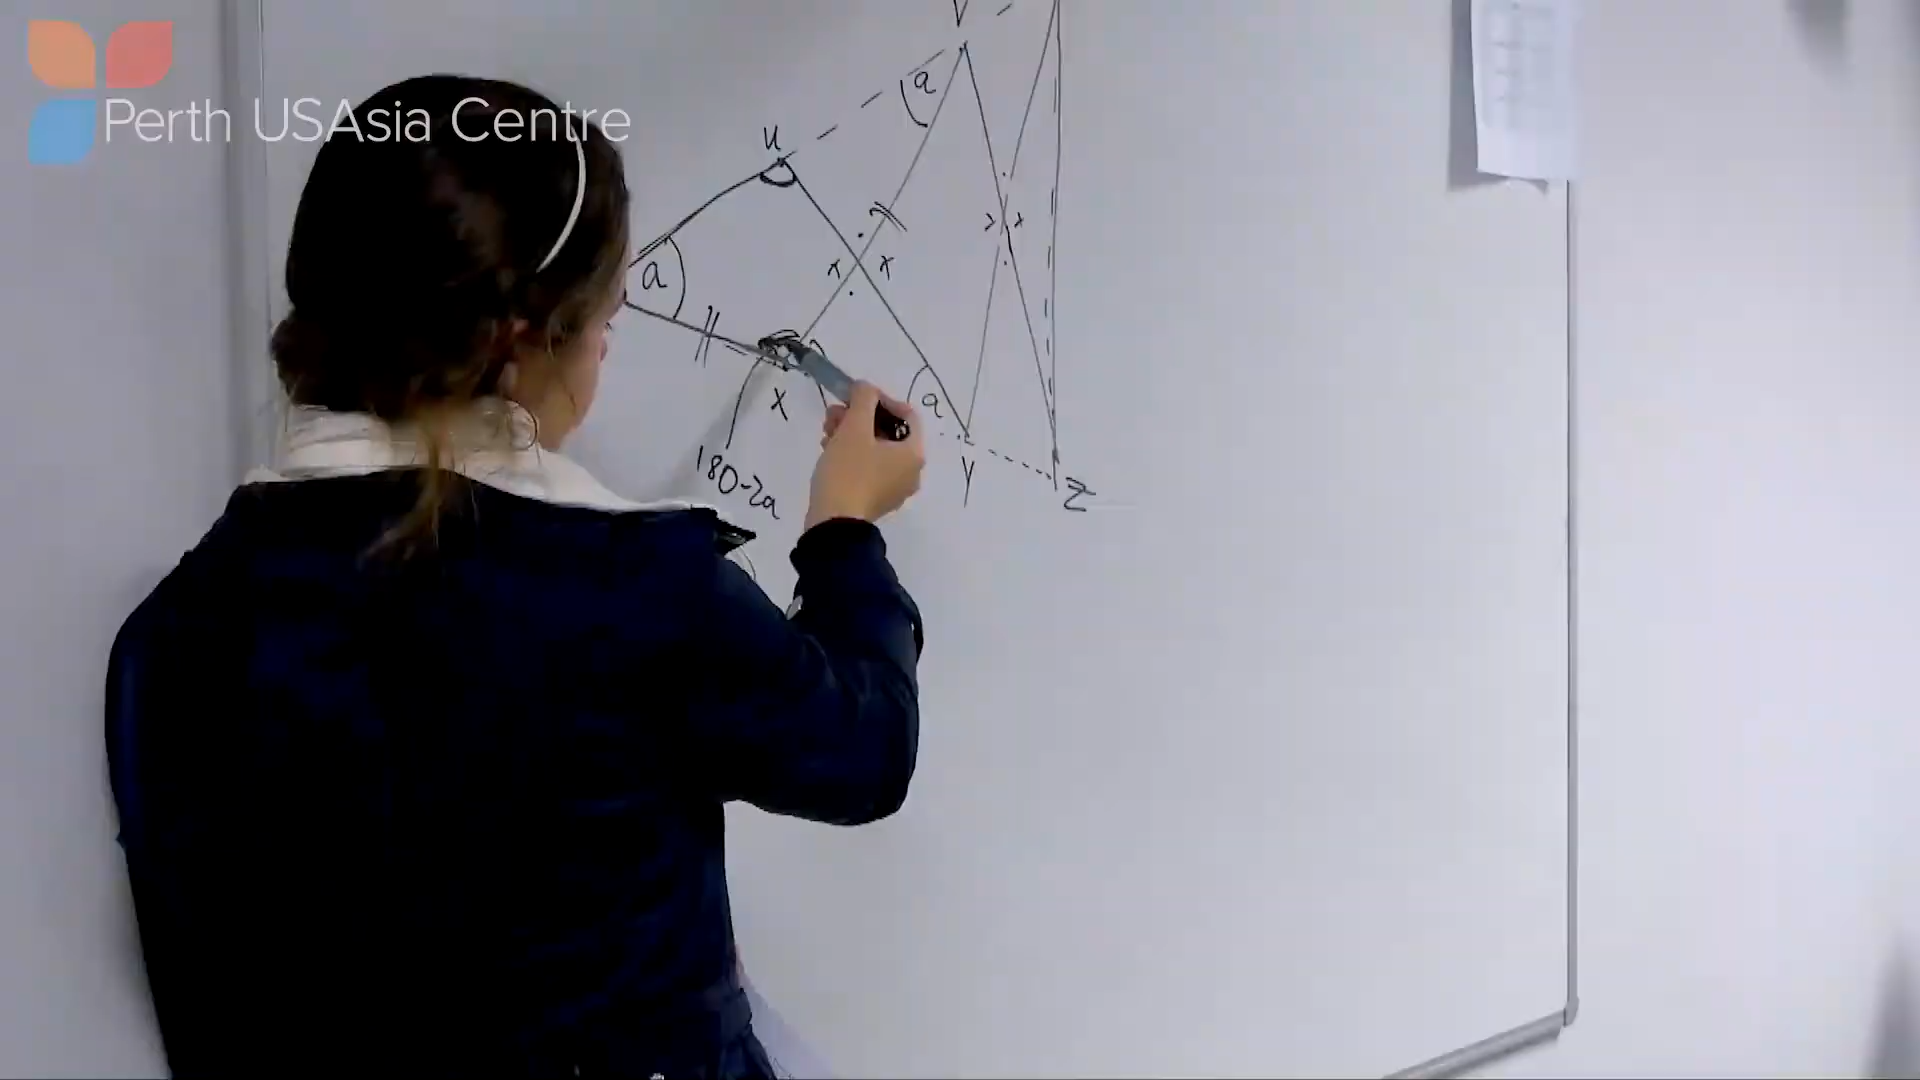 Perth USAsia Centre
V
a
u
x x
x
a
a
x
y
180-2a
Z